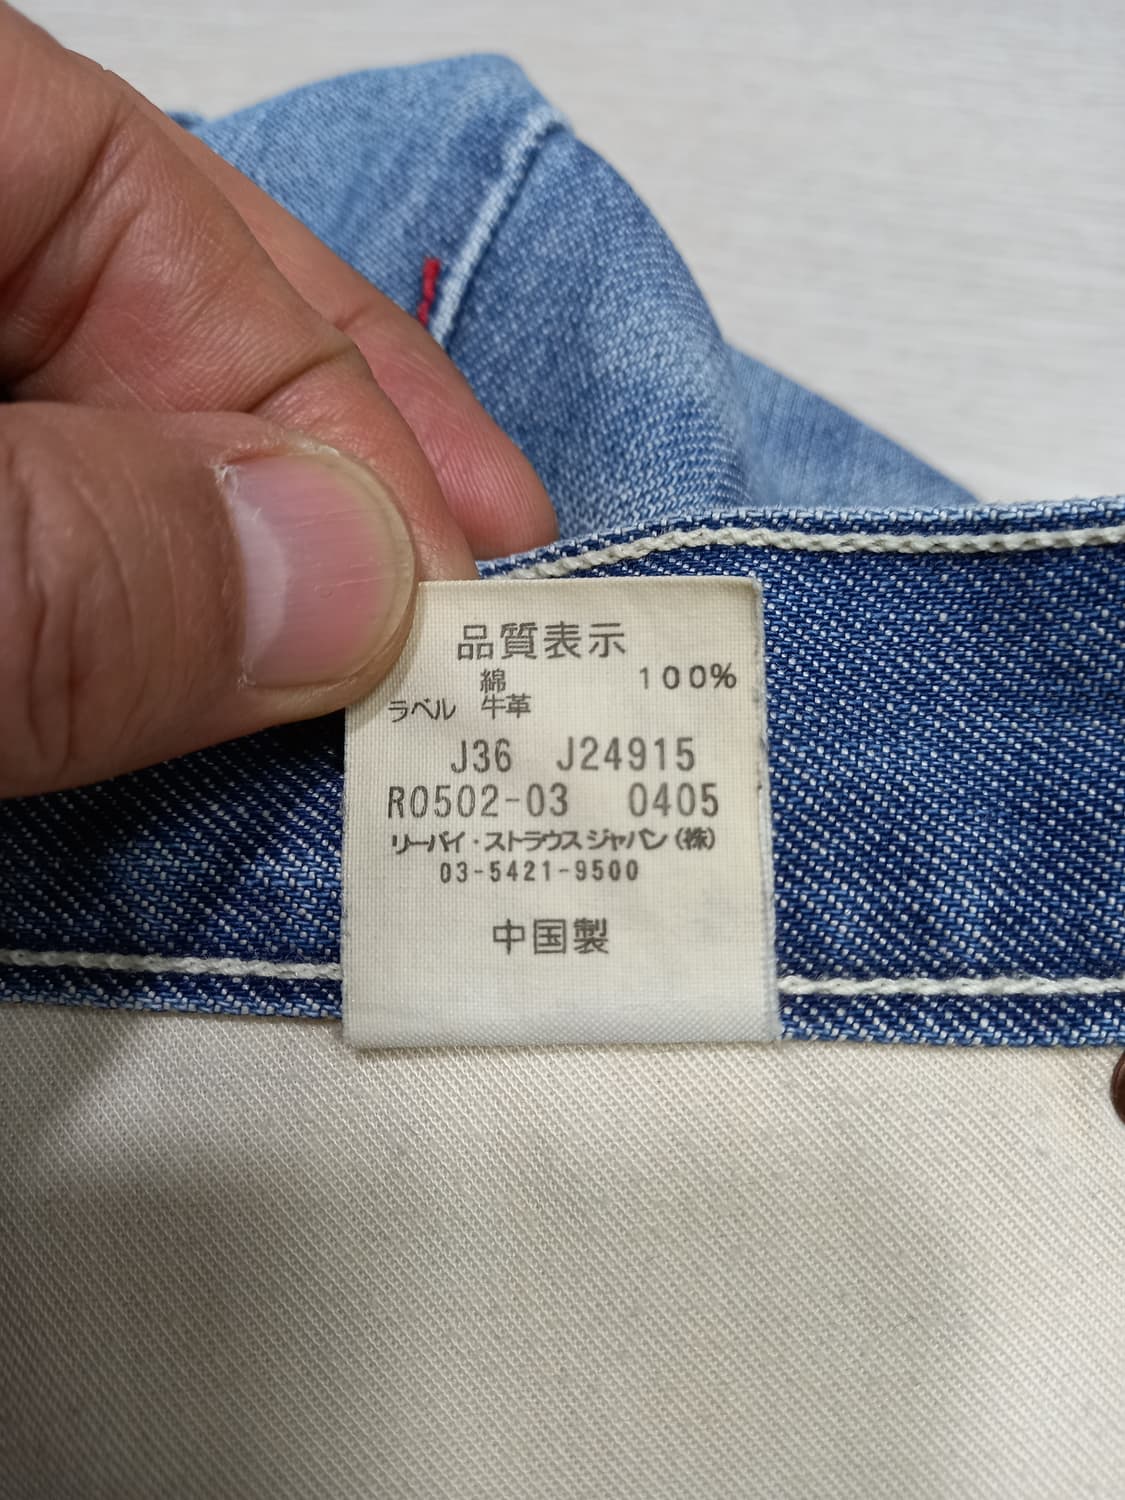 品質表示
綿 100%
ラベル 牛革
J36 J24915
R0502-03 0405
リーバイ・ストラウスジャパン(株)
03-5421-9500
中国製